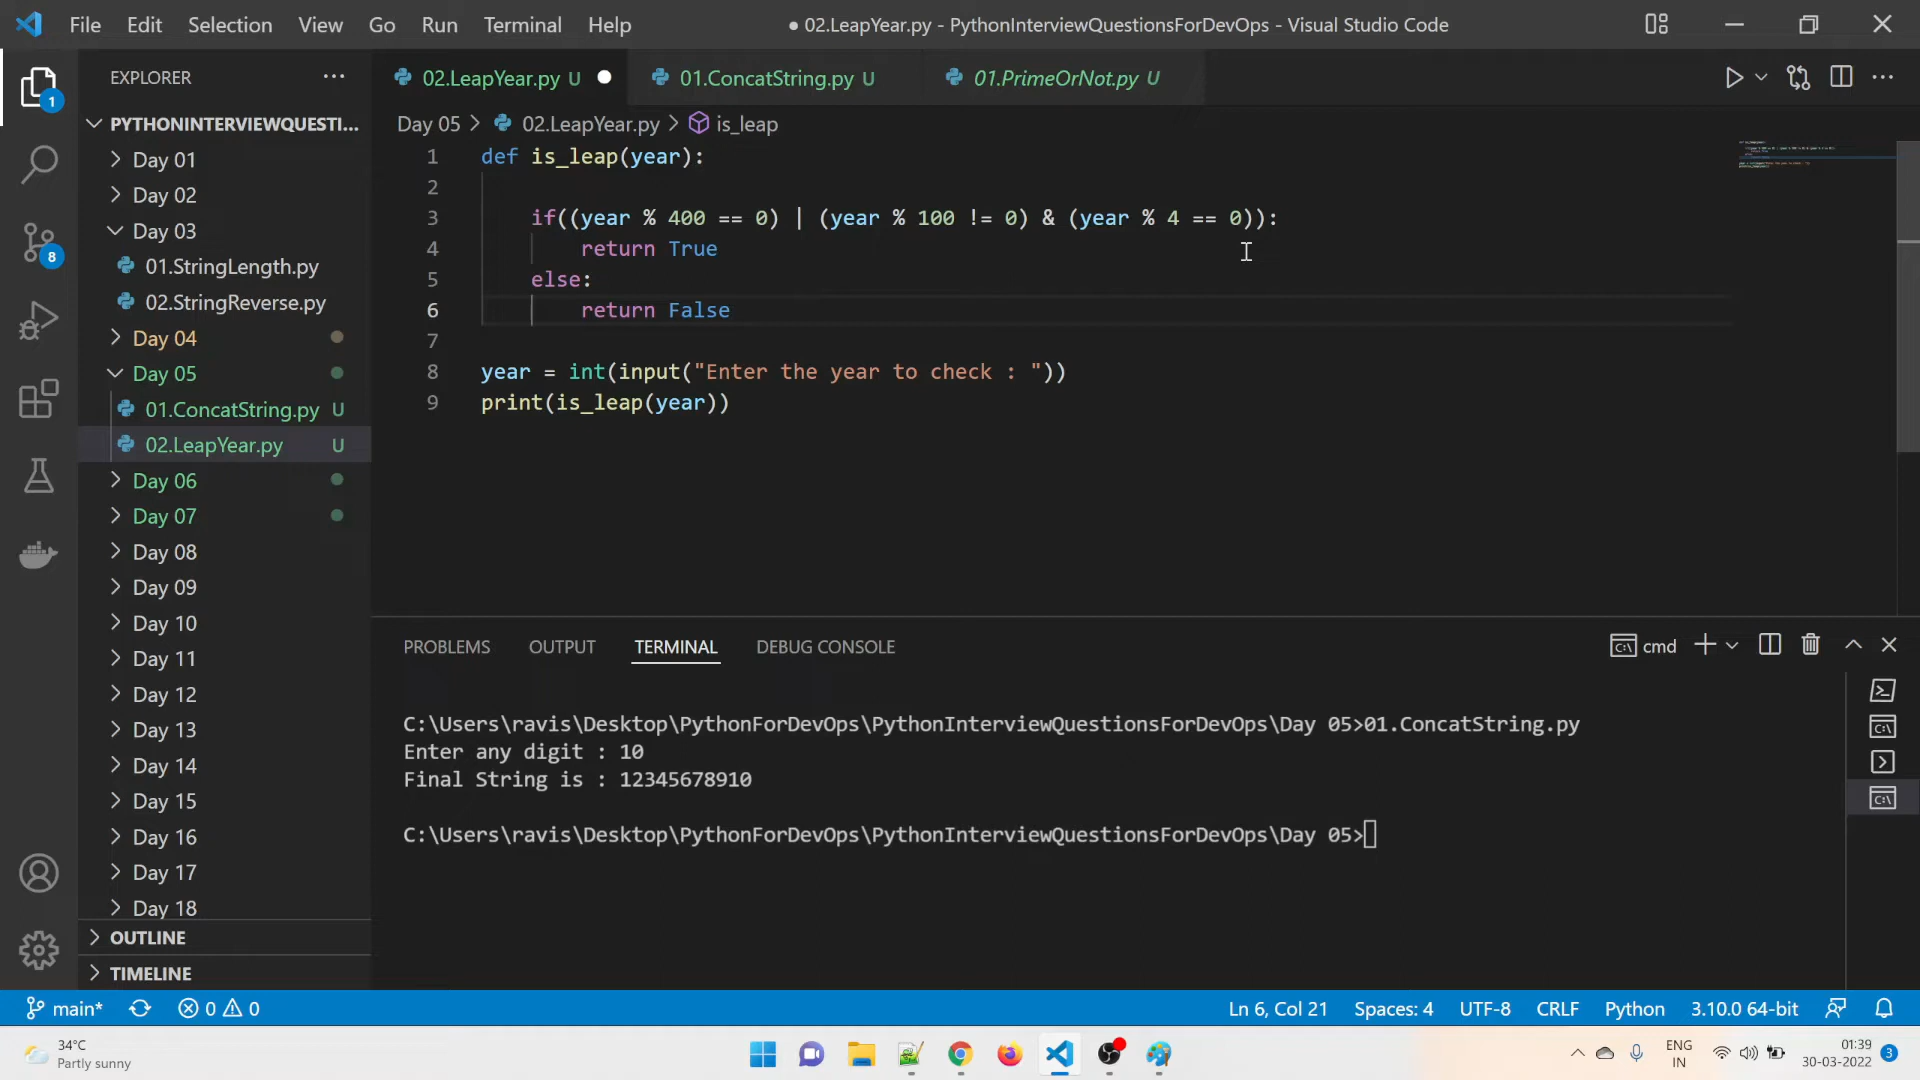 File Edit Selection View Go Run Terminal Help
● 02.LeapYear.py - PythonInterviewQuestionsForDevOps - Visual Studio Code
EXPLORER
02.LeapYear.py U
01.ConcatString.py U
01.PrimeOrNot.py U
1
8
PYTHONINTERVIEWQUESTI...
Day 01
Day 02
Day 03
01.StringLength.py
02.StringReverse.py
Day 04
Day 05
01.ConcatString.py U
02.LeapYear.py U
Day 06
Day 07
Day 08
Day 09
Day 10
Day 11
Day 12
Day 13
Day 14
Day 15
Day 16
Day 17
Day 18
OUTLINE
TIMELINE
Day 05 > 02.LeapYear.py > is_leap
1 def is_leap(year):
2
3 if((year % 400 == 0) | (year % 100 != 0) & (year % 4 == 0)):
4 return True
5 else:
6 return False
7
8 year = int(input("Enter the year to check : "))
9 print(is_leap(year))
PROBLEMS OUTPUT TERMINAL DEBUG CONSOLE
cmd
C:\Users\ravis\Desktop\PythonForDevOps\PythonInterviewQuestionsForDevOps\Day 05>01.ConcatString.py
Enter any digit : 10
Final String is : 12345678910
C:\Users\ravis\Desktop\PythonForDevOps\PythonInterviewQuestionsForDevOps\Day 05>
main* 0 0
Ln 6, Col 21 Spaces: 4 UTF-8 CRLF Python 3.10.0 64-bit
34°C
Partly sunny
ENG
IN
01:39
30-03-2022
3